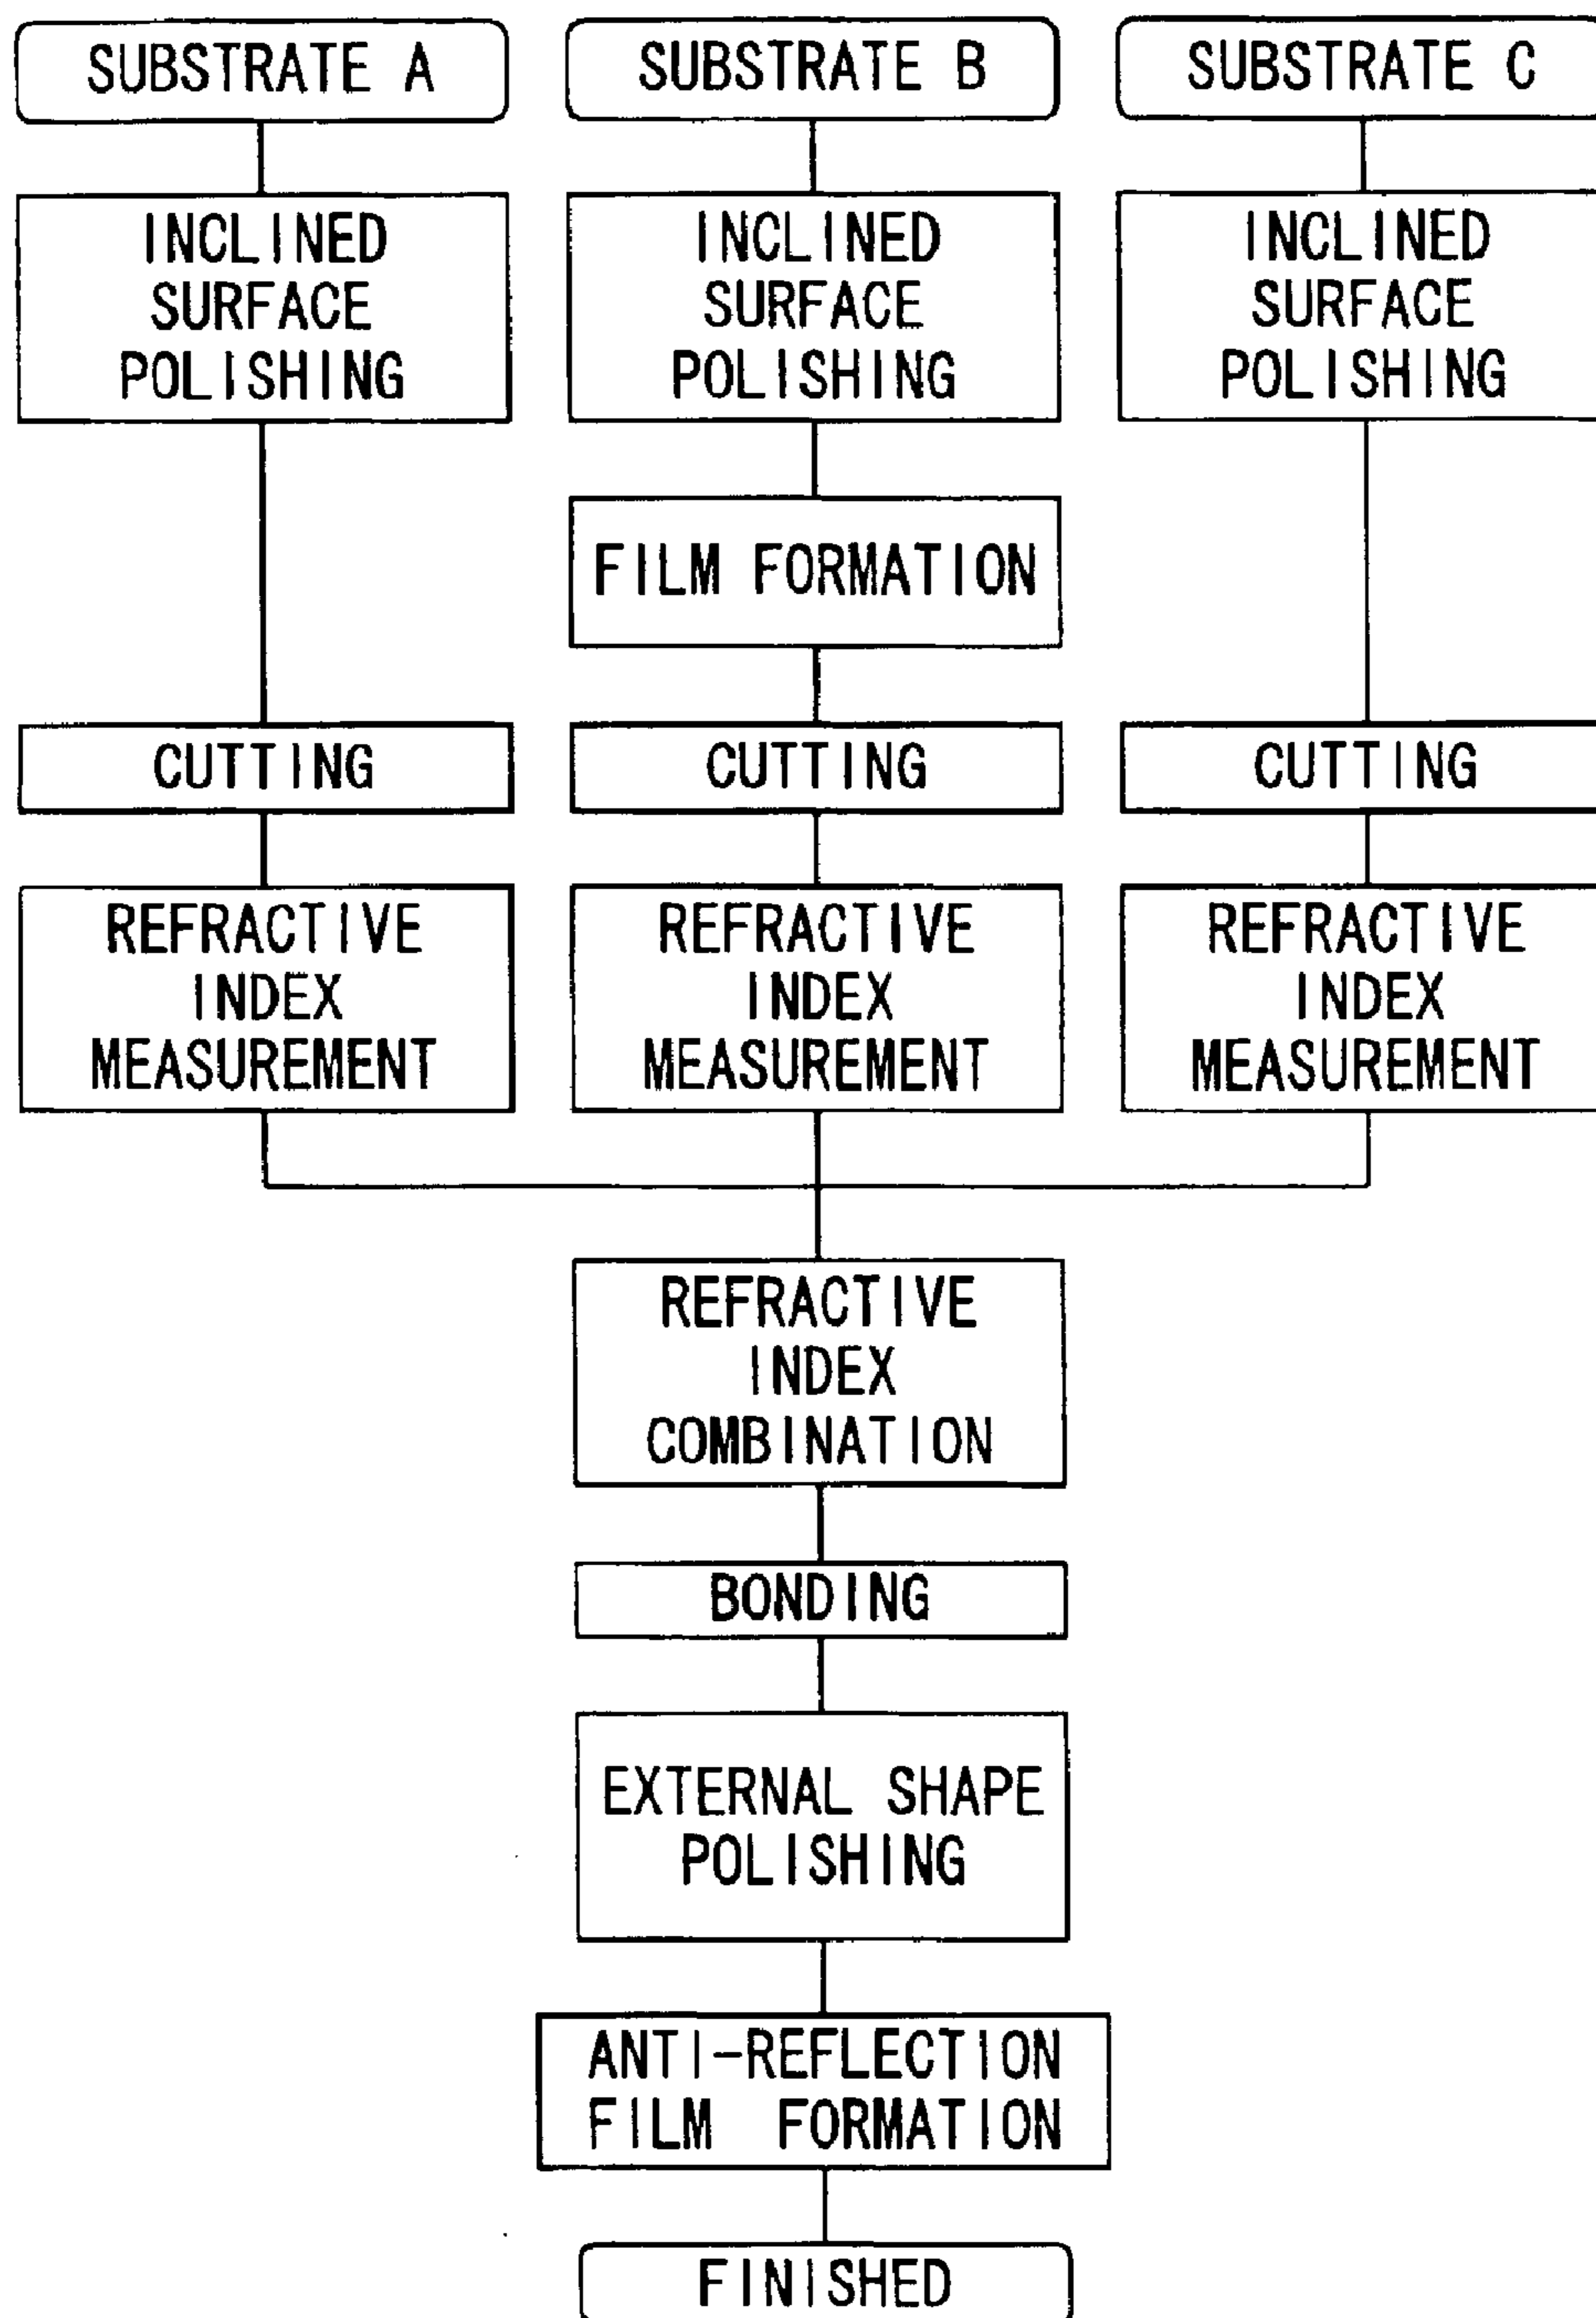 SUBSTRATE A
SUBSTRATE B
SUBSTRATE C
INCLINED
SURFACE
POLISHING
INCLINED
SURFACE
POLISHING
INCLINED
SURFACE
POLISHING
FILM FORMATION
CUTTING
CUTTING
CUTTING
REFRACTIVE
INDEX
MEASUREMENT
REFRACTIVE
INDEX
MEASUREMENT
REFRACTIVE
INDEX
MEASUREMENT
REFRACTIVE
INDEX
COMBINATION
BONDING
EXTERNAL SHAPE
POLISHING
ANTI-REFLECTION
FILM FORMATION
FINISHED